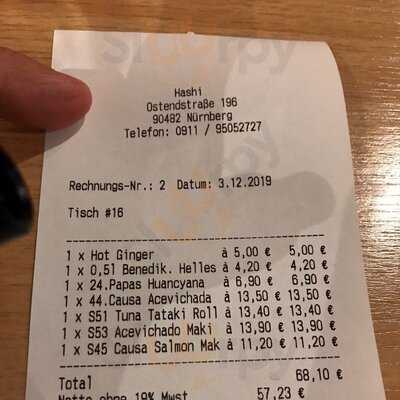 Hashi
Ostendstraße 196
90482 Nürnberg
Telefon: 0911 / 95052727
Rechnungs-Nr.: 2 Datum: 3.12.2019
Tisch #16
1 x Hot Ginger à 5,00 € 5,00 €
1 x 0,5l Benedik. Helles à 4,20 € 4,20 €
1 x 24.Papas Huancyana à 6,90 € 6,90 €
1 x 44.Causa Acevichada à 13,50 € 13,50 €
1 x S51 Tuna Tataki Roll à 13,40 € 13,40 €
1 x S53 Acevichado Maki à 13,90 € 13,90 €
1 x S45 Causa Salmon Mak à 11,20 € 11,20 €
Total 68,10 €
Netto ohne 19% Mwst 57,23 €